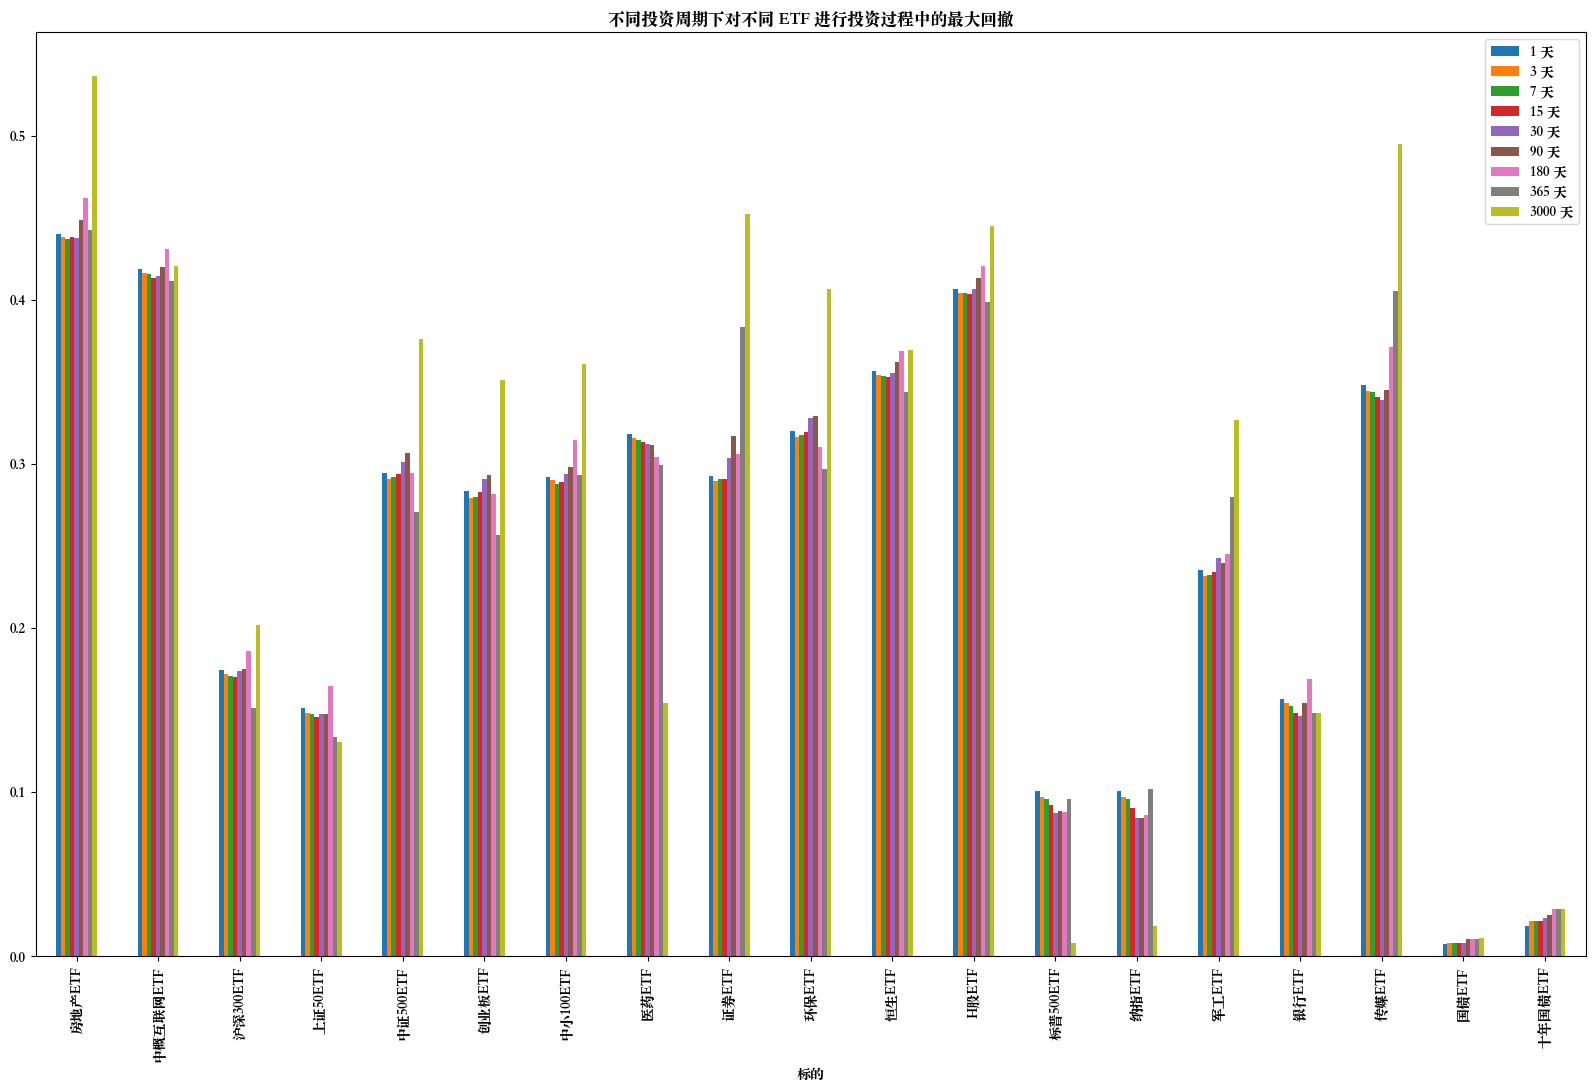 不同投资周期下对不同 ETF 进行投资过程中的最大回撤
1 天
3 天
7 天
15 天
30 天
90 天
180 天
365 天
3000 天
0.5
0.4
0.3
0.2
0.1
0.0
房地产ETF
中概互联网ETF
沪深300ETF
上证50ETF
中证500ETF
创业板ETF
中小100ETF
医药ETF
证券ETF
环保ETF
恒生ETF
H股ETF
标普500ETF
纳指ETF
军工ETF
银行ETF
传媒ETF
国债ETF
十年国债ETF
标的